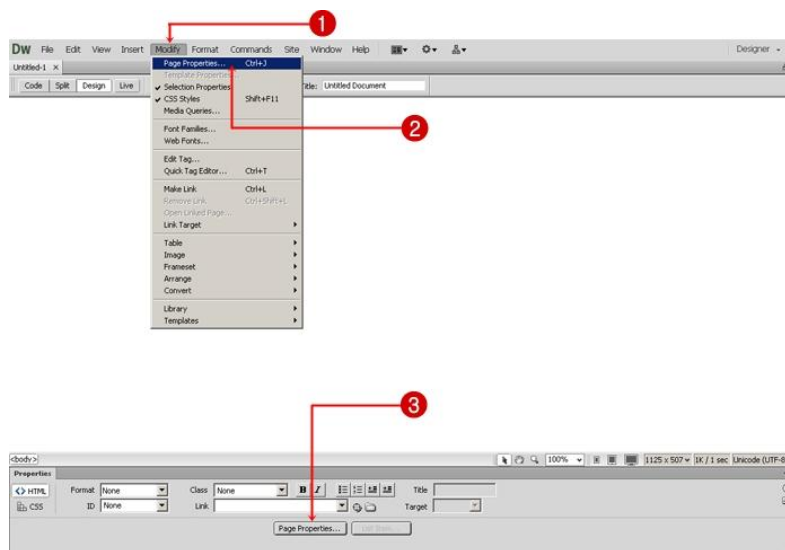 1
DW File Edit View Insert Modify Format Commands Site Window Help Designer
Untitled-1 ×
Code Split Design Live Title: Untitled Document
Page Properties... Ctrl+J
Template Properties...
Selection Properties
CSS Styles Shift+F11
Media Queries...
2
Font Families...
Web Fonts...
Edit Tag...
Quick Tag Editor... Ctrl+T
Make Link Ctrl+L
Remove Link Ctrl+Shift+L
Open Linked Page...
Link Target
Table
Image
Frameset
Arrange
Convert
Library
Templates
3
<body> 100% 1125 x 507 1K / 1 sec Unicode (UTF-8
Properties
<> HTML Format None Class None B I Title
CSS ID None Link Target
Page Properties...